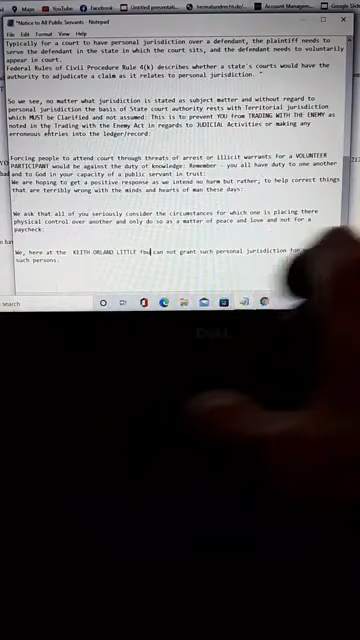 Maps YouTube Facebook Untitled presentati... Account Managem... Google Slide
"Notice to All Public Servants - Notepad
File Edit Format View Help
Typically for a court to have personal jurisdiction over a defendant, the plaintiff needs to
serve the defendant in the state in which the court sits, and the defendant needs to voluntarily
appear in court.
Federal Rules of Civil Procedure Rule 4(k) describes whether a state's courts would have the
authority to adjudicate a claim as it relates to personal jurisdiction. "
So we see, no matter what jurisdiction is stated as subject matter and without regard to
personal jurisdiction the basis of State court authority rests with Territorial jurisdiction
which MUST be Clarified and not assumed: This is to prevent YOU from TRADING WITH THE ENEMY as
noted in the Trading with the Enemy Act in regards to JUDICIAL Activities or making any
erroneous entries into the ledger/record:
Forcing people to attend court through threats of arrest or illicit warrants for a VOLUNTEER
PARTICIPANT would be against the duty of knowledge: Remember - you all have duty to one another
and to God in your capacity of a public servant in trust:
We are hoping to get a positive response as we intend no harm but rather, to help correct things
that are terribly wrong with the minds and hearts of man these days:
We ask that all of you seriously consider the circumstances for which one is placing there
physical control over another and only do so as a matter of peace and love and not for a
paycheck:
We, here at the KEITH ORLAND LITTLE can not grant such personal jurisdiction
such persons:
search
DELL